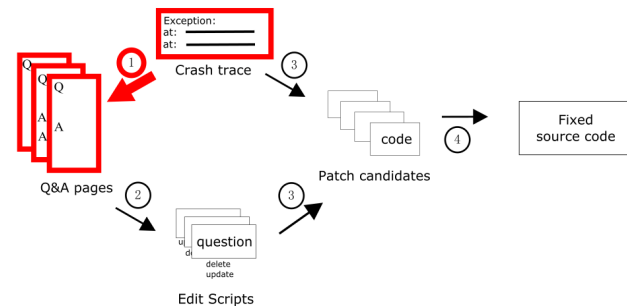 Exception:
at:
at:
Crash trace
1
3
Q
Q
Q
A
A
A
Q&A pages
code
Patch candidates
4
Fixed
source code
2
3
question
delete
update
Edit Scripts